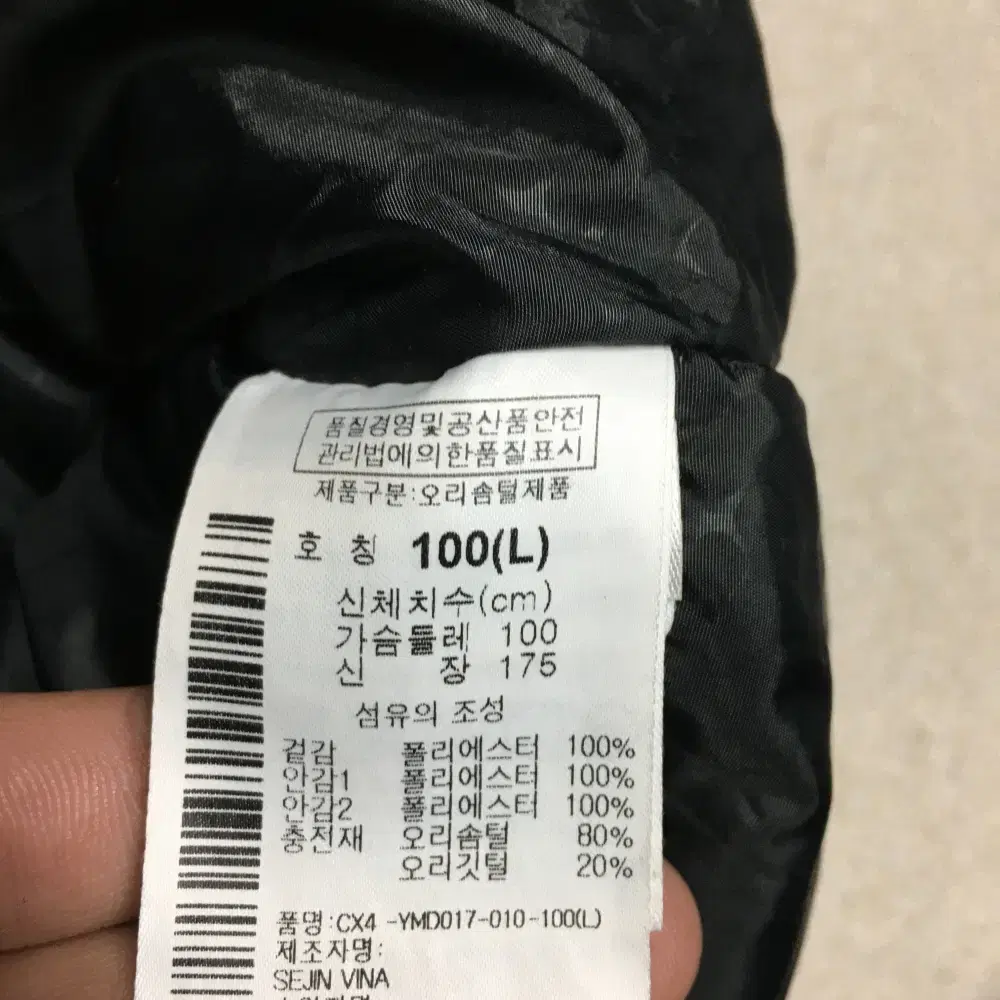 품질경영및공산품안전
관리법에의한품질표시
제품구분:오리솜털제품
호 칭 100(L)
신체치수(cm)
가슴둘레 100
신 장 175
섬유의 조성
겉감 폴리에스터 100%
안감1 폴리에스터 100%
안감2 폴리에스터 100%
충전재 오리솜털 80%
오리깃털 20%
품명:CX4 -YMD017-010-100(L)
제조자명:
SEJIN VINA